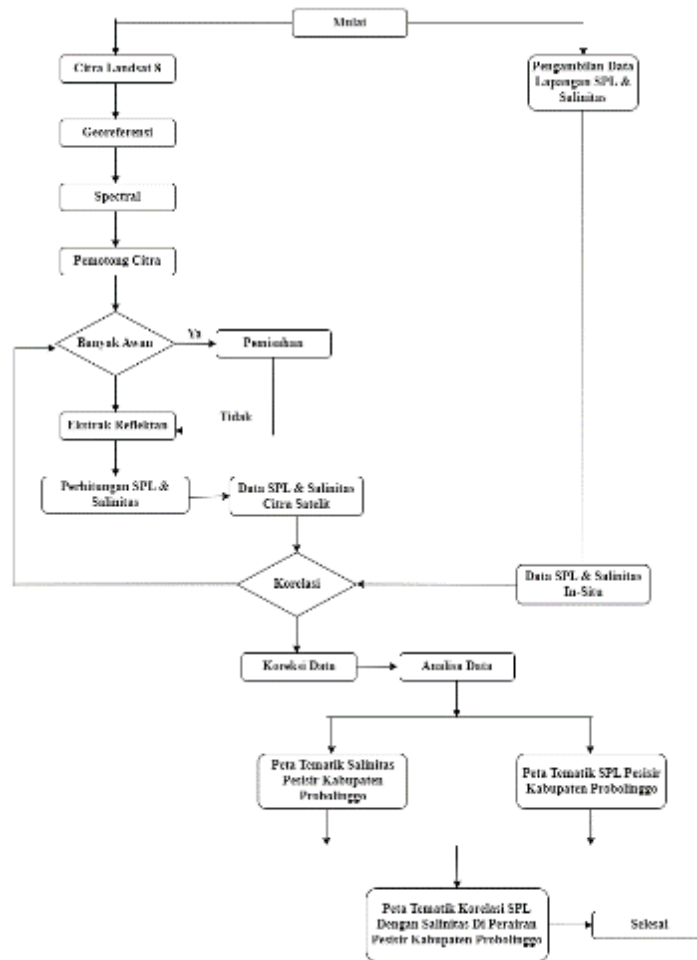 Mulai
Citra Landsat 8
Pengambilan Data
Lapangan SPL &
Salinitas
Georeferensi
Spectral
Pemotong Citra
Banyak Awan
Ya
Pemisahan
Tidak
Ekstrak Reflektan
Perhitungan SPL &
Salinitas
Data SPL & Salinitas
Citra Satelit
Korelasi
Data SPL & Salinitas
In-Situ
Koreksi Data
Analisa Data
Peta Tematik Salinitas
Pesisir Kabupaten
Probolinggo
Peta Tematik SPL Pesisir
Kabupaten Probolinggo
Peta Tematik Korelasi SPL
Dengan Salinitas Di Perairan
Pesisir Kabupaten Probolinggo
Selesai